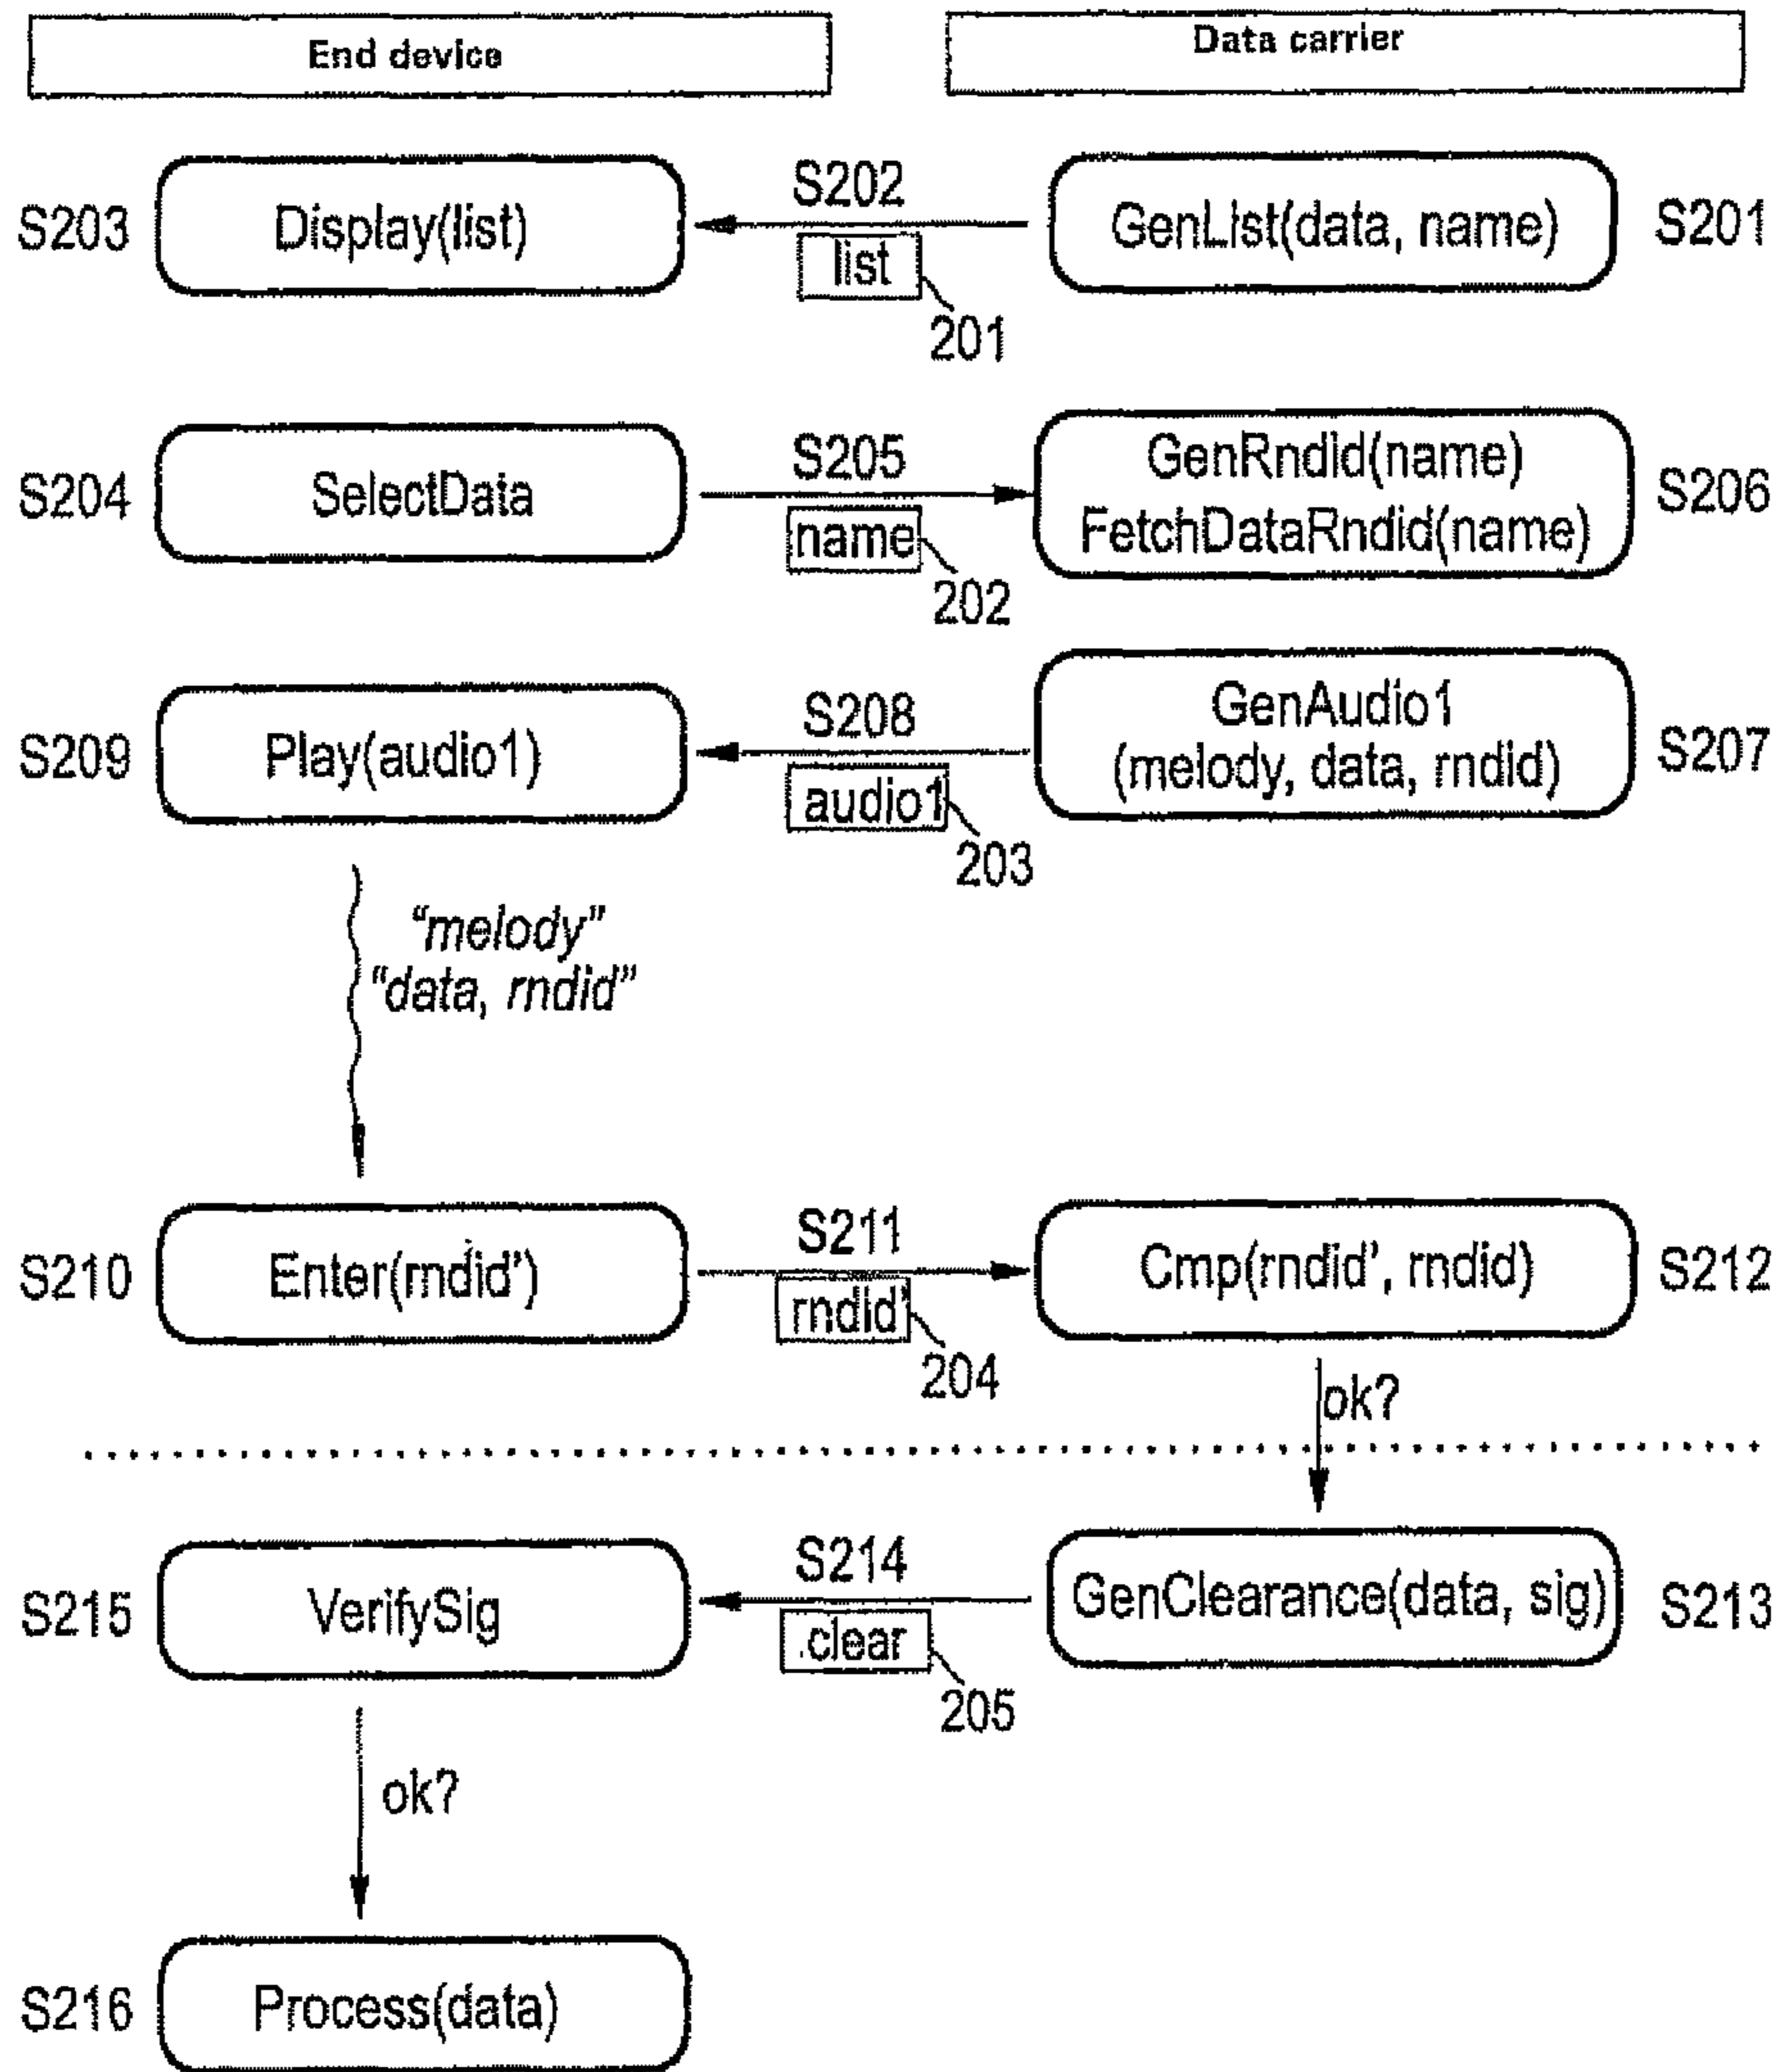 End device
Data carrier
S203
Display(list)
S202
list
201
GenList(data, name)
S201
S204
SelectData
S205
name
202
GenRndid(name)
FetchDataRndid(name)
S206
S209
Play(audio1)
S208
audio1
203
GenAudio1
(melody, data, rndid)
S207
“melody”
“data, rndid”
S210
Enter(rndid’)
S211
rndid’
204
Cmp(rndid’, rndid)
S212
ok?
S215
VerifySig
S214
clear
205
GenClearance(data, sig)
S213
ok?
S216
Process(data)